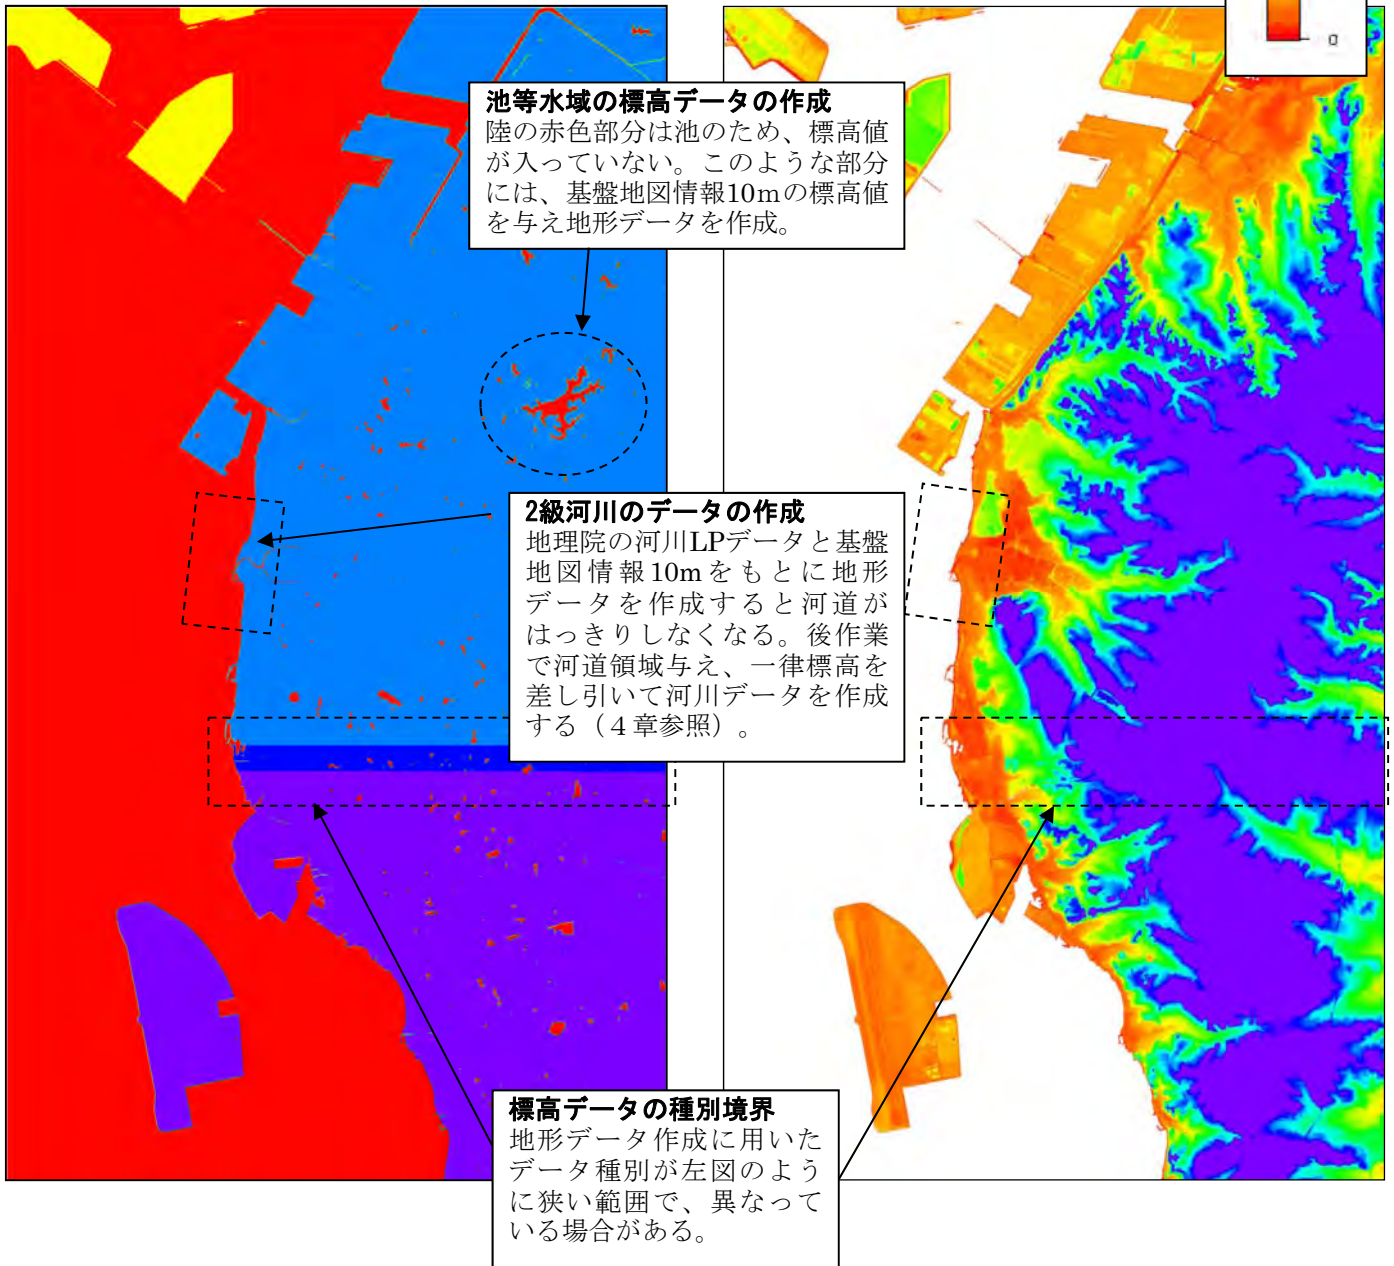 0
池等水域の標高データの作成
陸の赤色部分は池のため、標高値
が入っていない。このような部分
には、基盤地図情報10mの標高値
を与え地形データを作成。
2級河川のデータの作成
地理院の河川LPデータと基盤
地図情報10mをもとに地形
データを作成すると河道が
はっきりしなくなる。後作業
で河道領域与え、一律標高を
差し引いて河川データを作成
する（４章参照）。
標高データの種別境界
地形データ作成に用いた
データ種別が左図のよう
に狭い範囲で、異なって
いる場合がある。